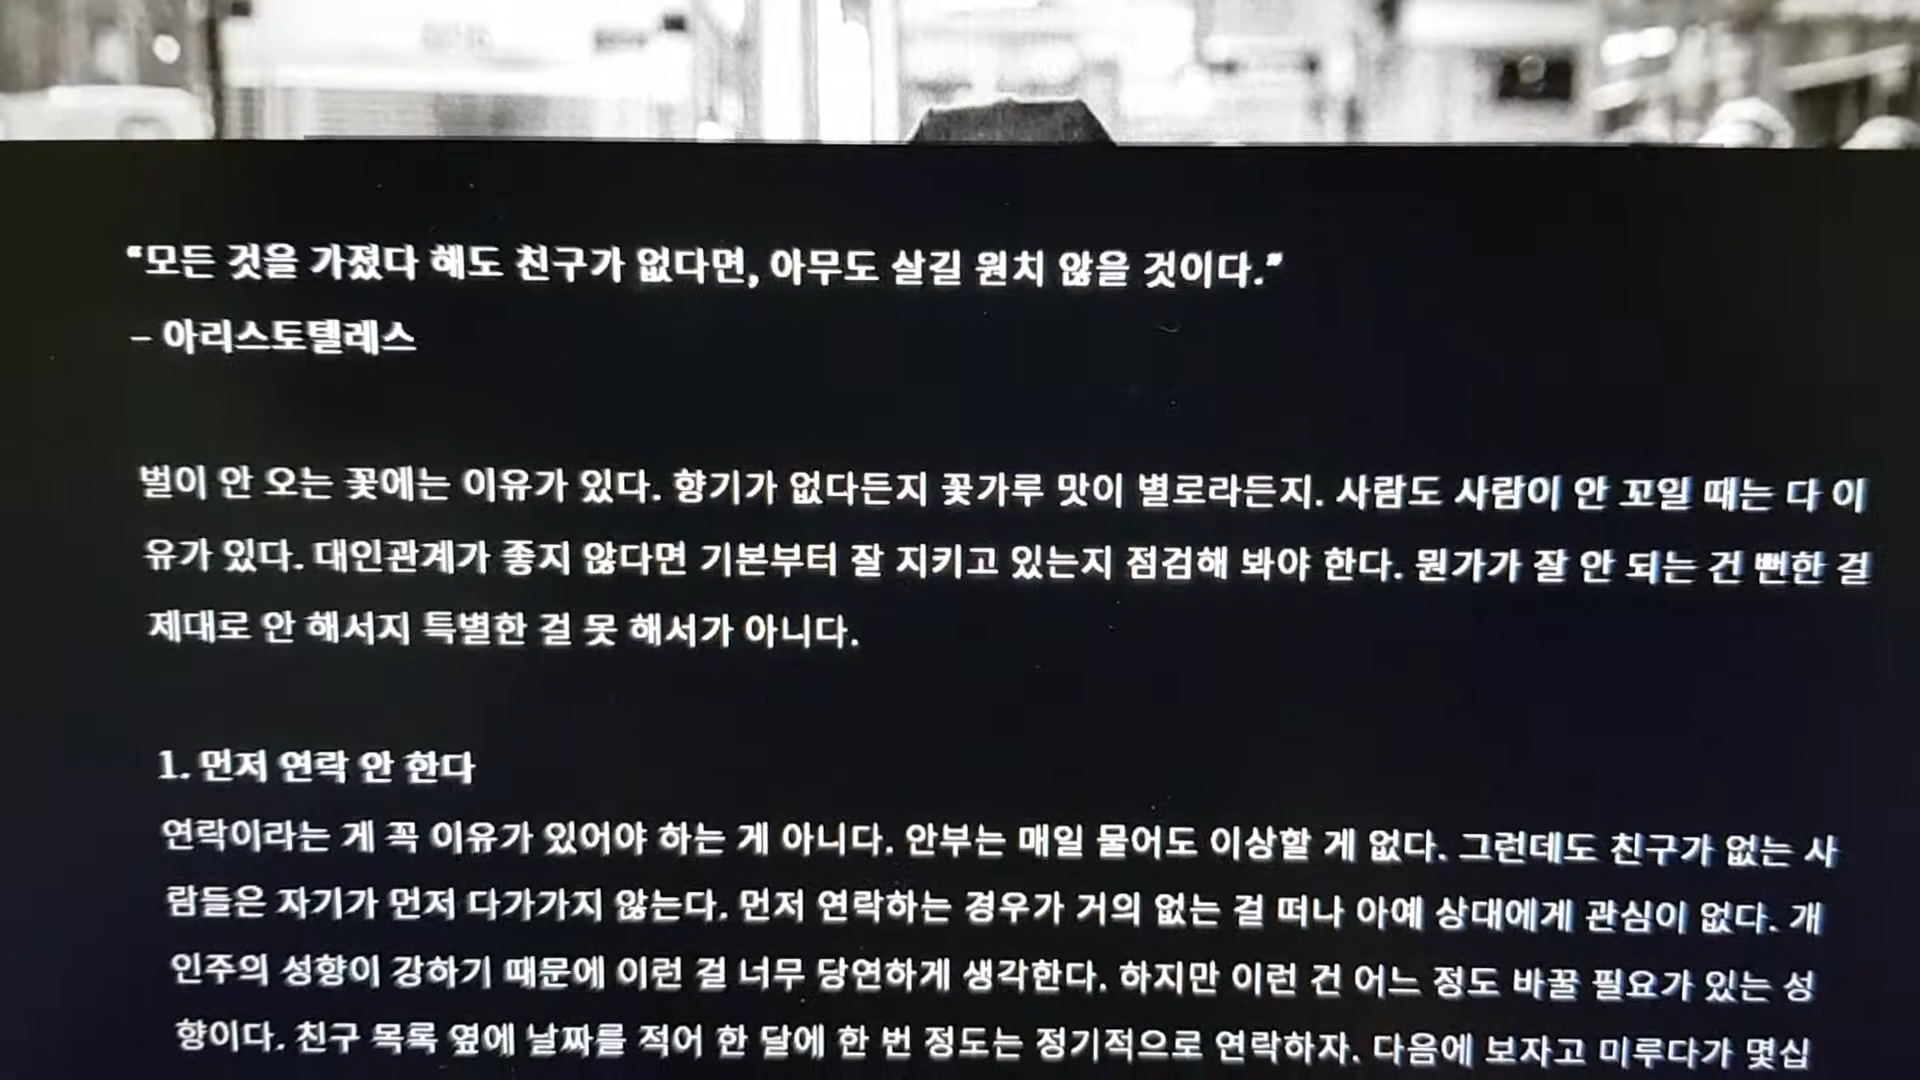 “모든 것을 가졌다 해도 친구가 없다면, 아무도 살길 원치 않을 것이다.”
– 아리스토텔레스
벌이 안 오는 꽃에는 이유가 있다. 향기가 없다든지 꽃가루 맛이 별로라든지. 사람도 사람이 안 꼬일 때는 다 이
유가 있다. 대인관계가 좋지 않다면 기본부터 잘 지키고 있는지 점검해 봐야 한다. 뭔가가 잘 안 되는 건 뻔한 걸
제대로 안 해서지 특별한 걸 못 해서가 아니다.
1. 먼저 연락 안 한다
연락이라는 게 꼭 이유가 있어야 하는 게 아니다. 안부는 매일 물어도 이상할 게 없다. 그런데도 친구가 없는 사
람들은 자기가 먼저 다가가지 않는다. 먼저 연락하는 경우가 거의 없는 걸 떠나 아예 상대에게 관심이 없다. 개
인주의 성향이 강하기 때문에 이런 걸 너무 당연하게 생각한다. 하지만 이런 건 어느 정도 바꿀 필요가 있는 성
향이다. 친구 목록 옆에 날짜를 적어 한 달에 한 번 정도는 정기적으로 연락하자. 다음에 보자고 미루다가 몇십